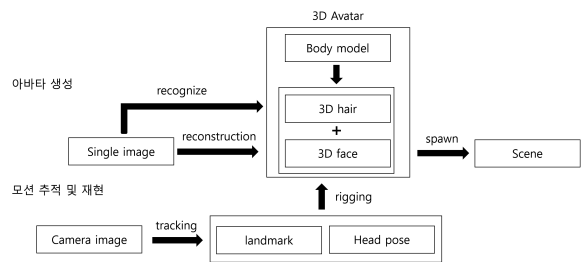 3D Avatar
Body model
아바타 생성
recognize
3D hair
+
reconstruction
spawn
Single image
3D face
Scene
모션 추적 및 재현
rigging
tracking
Camera image
landmark
Head pose